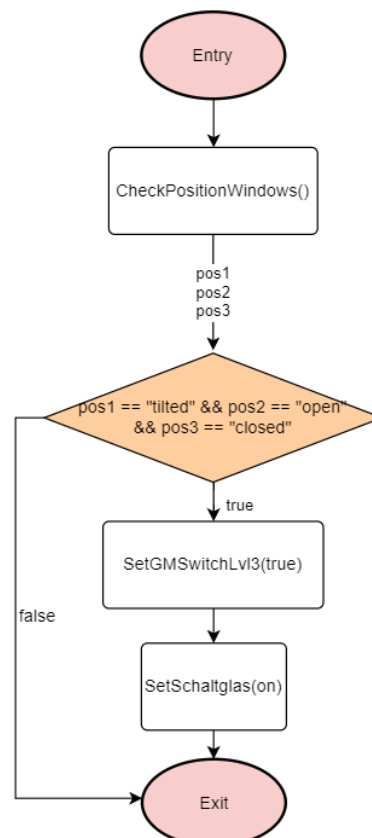 Entry
CheckPositionWindows()
pos1
pos2
pos3
pos1 == "tilted" && pos2 == "open"
&& pos3 == "closed"
true
SetGMSwitchLvl3(true)
false
SetSchaltglas(on)
Exit